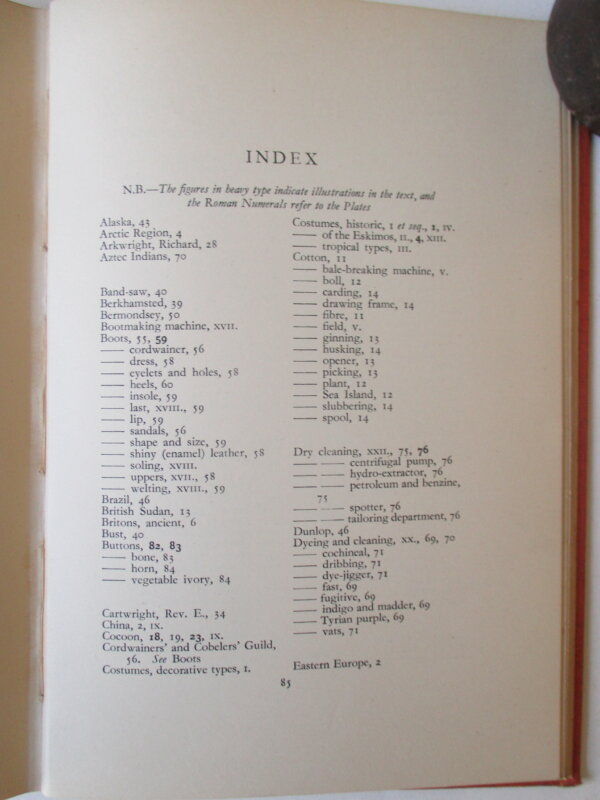 INDEX
N.B.—The figures in heavy type indicate illustrations in the text, and
the Roman Numerals refer to the Plates
Alaska, 43
Arctic Region, 4
Arkwright, Richard, 28
Aztec Indians, 70
Band-saw, 40
Berkhamsted, 39
Bermondsey, 50
Bootmaking machine, XVII.
Boots, 55, 59
—— cordwainer, 56
—— dress, 58
—— eyelets and holes, 58
—— heels, 60
—— insole, 59
—— last, XVIII., 59
—— lip, 59
—— sandals, 56
—— shape and size, 59
—— shiny (enamel) leather, 58
—— soling, XVIII.
—— uppers, XVII., 58
—— welting, XVIII., 59
Brazil, 46
British Sudan, 13
Britons, ancient, 6
Bust, 40
Buttons, 82, 83
—— bone, 83
—— horn, 84
—— vegetable ivory, 84
Cartwright, Rev. E., 34
China, 2, IX.
Cocoon, 18, 19, 23, IX.
Cordwainers' and Cobelers' Guild,
56. See Boots
Costumes, decorative types, I.
Costumes, historic, 1 et seq., 1, IV.
—— of the Eskimos, II., 4, XIII.
—— tropical types, III.
Cotton, 11
—— bale-breaking machine, V.
—— boll, 12
—— carding, 14
—— drawing frame, 14
—— fibre, 11
—— field, V.
—— ginning, 13
—— husking, 14
—— opener, 13
—— picking, 13
—— plant, 12
—— Sea Island, 12
—— slubbering, 14
—— spool, 14
Dry cleaning, XXII., 75, 76
—— —— centrifugal pump, 76
—— —— hydro-extractor, 76
—— —— petroleum and benzine,
75
—— —— spotter, 76
—— —— tailoring department, 76
Dunlop, 46
Dyeing and cleaning, XX., 69, 70
—— cochineal, 71
—— dribbing, 71
—— dye-jigger, 71
—— fast, 69
—— fugitive, 69
—— indigo and madder, 69
—— Tyrian purple, 69
—— vats, 71
Eastern Europe, 2
85